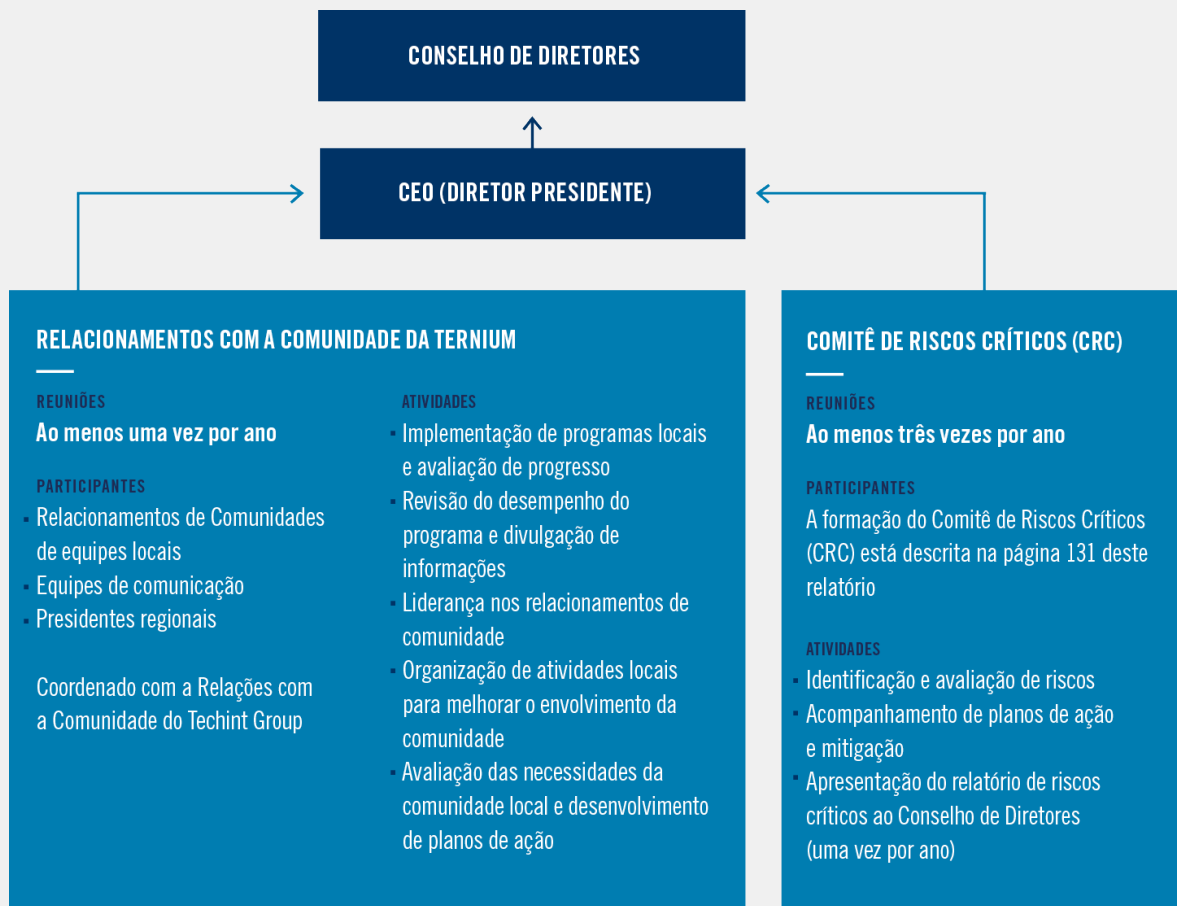 CONSELHO DE DIRETORES
CEO (DIRETOR PRESIDENTE)
RELACIONAMENTOS COM A COMUNIDADE DA TERNIUM
REUNIÕES
Ao menos uma vez por ano
PARTICIPANTES
▪ Relacionamentos de Comunidades
de equipes locais
▪ Equipes de comunicação
▪ Presidentes regionais
Coordenado com a Relações com
a Comunidade do Techint Group
ATIVIDADES
▪ Implementação de programas locais
e avaliação de progresso
▪ Revisão do desempenho do
programa e divulgação de
informações
▪ Liderança nos relacionamentos de
comunidade
▪ Organização de atividades locais
para melhorar o envolvimento da
comunidade
▪ Avaliação das necessidades da
comunidade local e desenvolvimento
de planos de ação
COMITÊ DE RISCOS CRÍTICOS (CRC)
REUNIÕES
Ao menos três vezes por ano
PARTICIPANTES
A formação do Comitê de Riscos Críticos
(CRC) está descrita na página 131 deste
relatório
ATIVIDADES
▪ Identificação e avaliação de riscos
▪ Acompanhamento de planos de ação
e mitigação
▪ Apresentação do relatório de riscos
críticos ao Conselho de Diretores
(uma vez por ano)